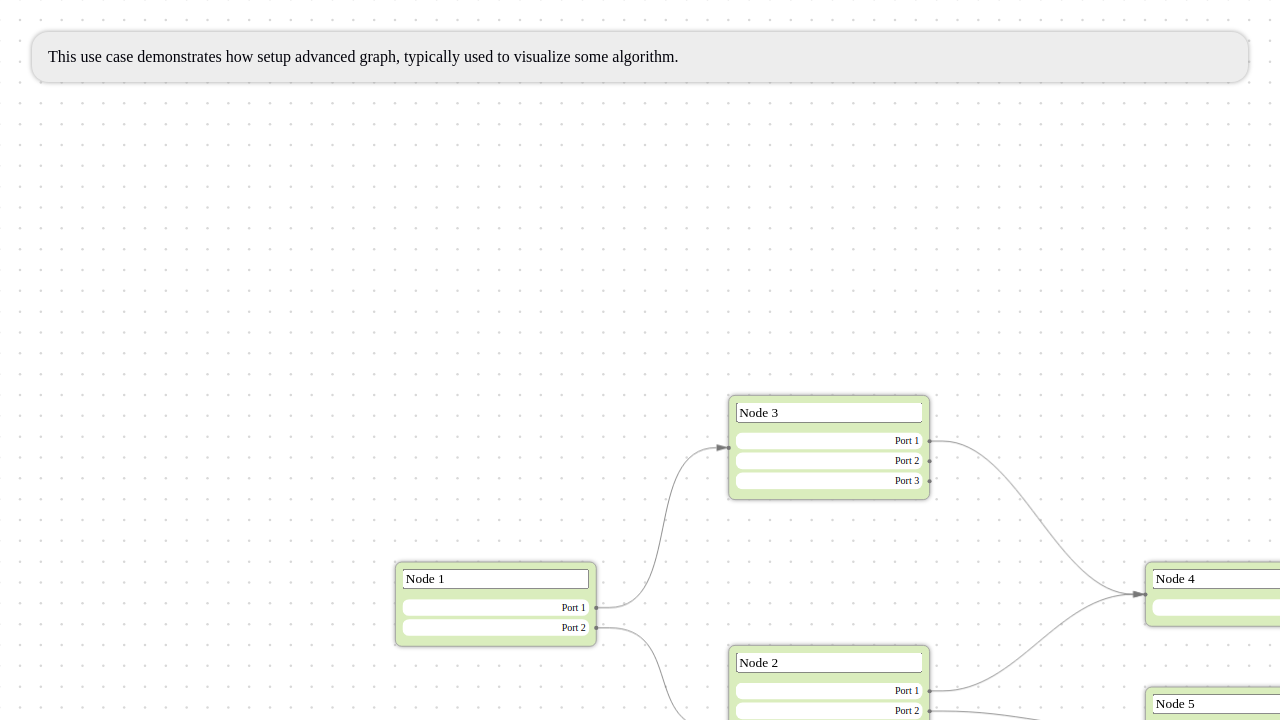 This use case demonstrates how setup advanced graph, typically used to visualize some algorithm.
Node 3
Port 1
Port 2
Port 3
Node 1
Port 1
Port 2
Node 4
Node 2
Port 1
Port 2
Node 5